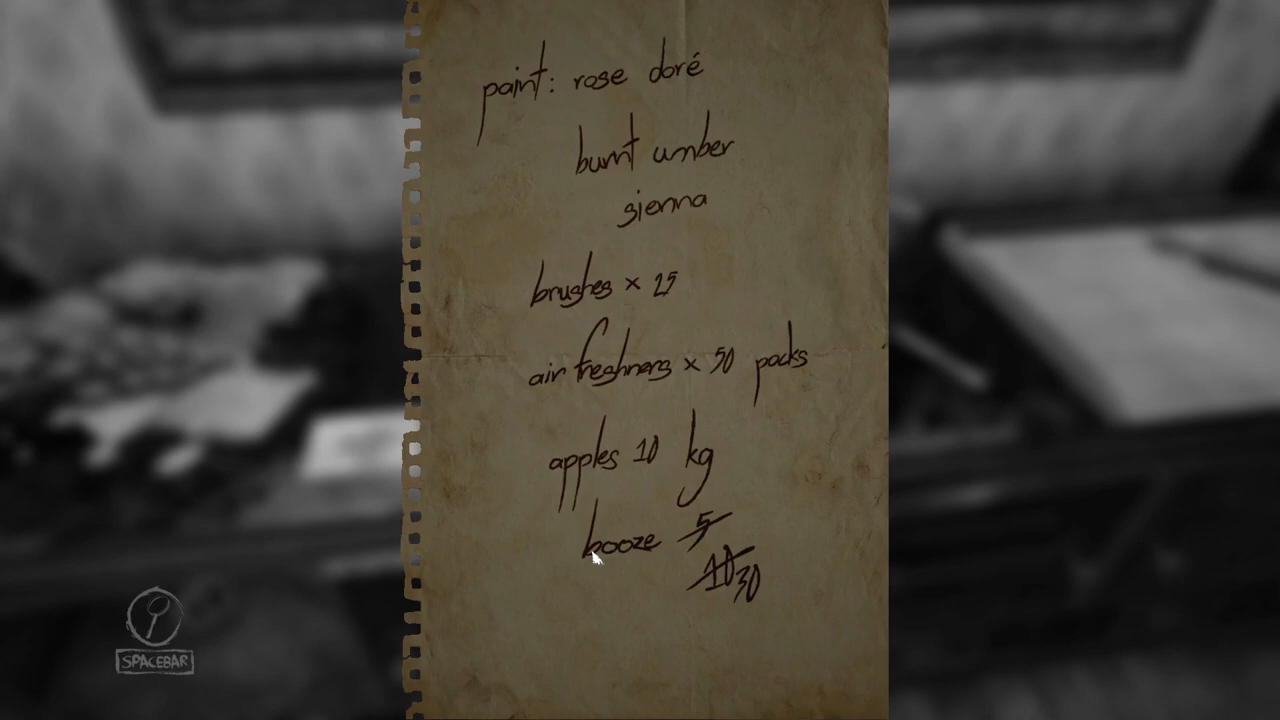 paint: rose doré
burnt umber
sienna
brushes × 25
air freshners × 50 packs
apples 10 kg
booze 5
10 30
SPACEBAR